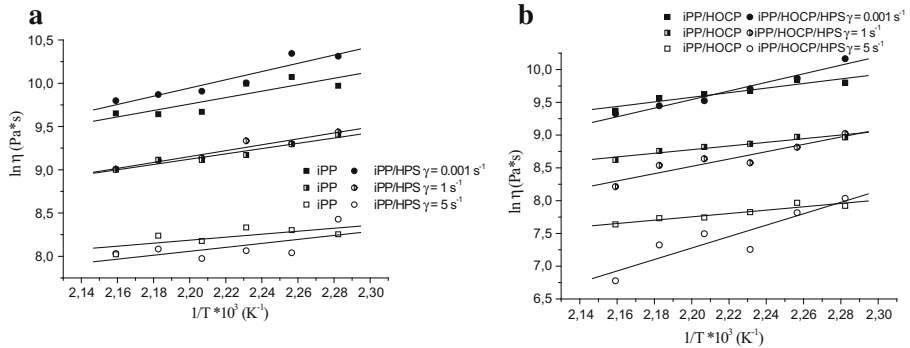 a
10,5
10,0
9,5
9,0
8,5
8,0
ln η (Pa*s)
iPP iPP/HPS γ = 0.001 s⁻¹
iPP iPP/HPS γ = 1 s⁻¹
iPP iPP/HPS γ = 5 s⁻¹
2,14 2,16 2,18 2,20 2,22 2,24 2,26 2,28 2,30
1/T *10³ (K⁻¹)
b
iPP/HOCP iPP/HOCP/HPS γ = 0.001 s⁻¹
iPP/HOCP iPP/HOCP/HPS γ = 1 s⁻¹
iPP/HOCP iPP/HOCP/HPS γ = 5 s⁻¹
10,5
10,0
9,5
9,0
8,5
8,0
7,5
7,0
6,5
ln η (Pa*s)
2,14 2,16 2,18 2,20 2,22 2,24 2,26 2,28 2,30
1/T *10³ (K⁻¹)